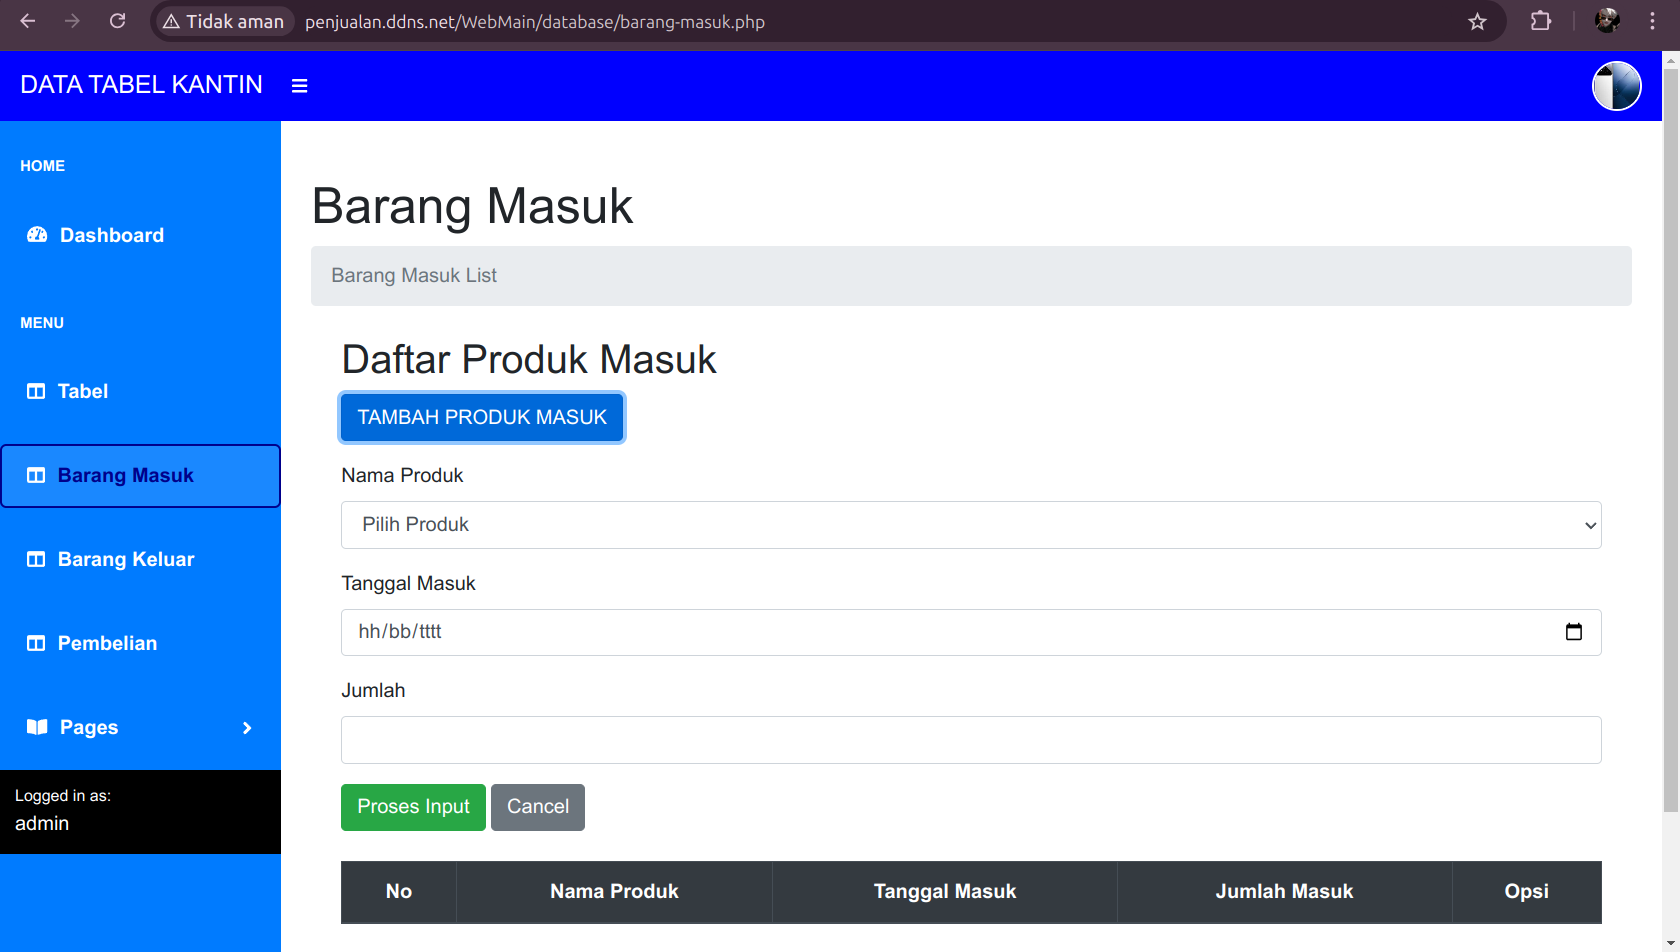 Tidak aman
penjualan.ddns.net/WebMain/database/barang-masuk.php
DATA TABEL KANTIN
HOME
Dashboard
MENU
Tabel
Barang Masuk
Barang Keluar
Pembelian
Pages
Logged in as:
admin
Barang Masuk
Barang Masuk List
Daftar Produk Masuk
TAMBAH PRODUK MASUK
Nama Produk
Pilih Produk
Tanggal Masuk
hh/bb/tttt
Jumlah
Proses Input Cancel
No Nama Produk Tanggal Masuk Jumlah Masuk Opsi